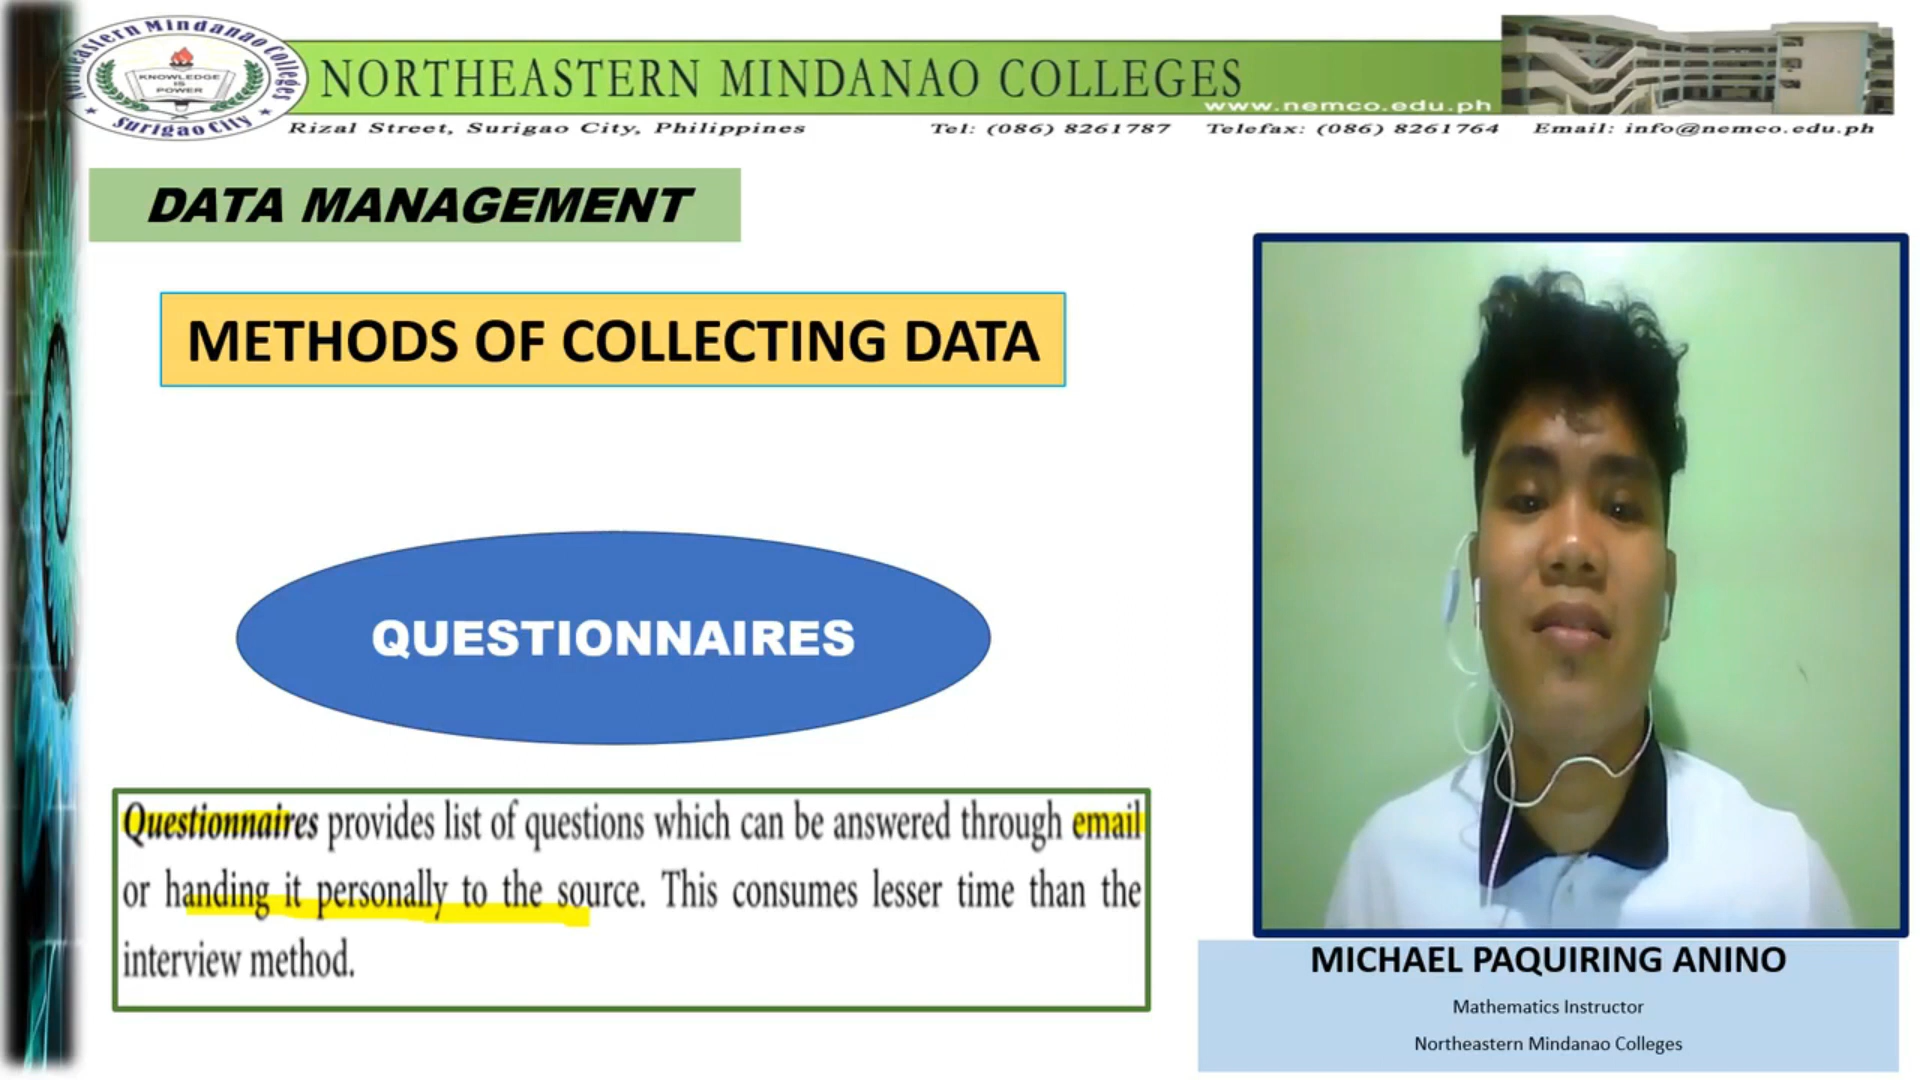 Northeastern Mindanao Colleges
KNOWLEDGE
IS
POWER
Surigao City
NORTHEASTERN MINDANAO COLLEGES
www.nemco.edu.ph
Rizal Street, Surigao City, Philippines Tel: (086) 8261787 Telefax: (086) 8261764 Email: info@nemco.edu.ph
DATA MANAGEMENT
METHODS OF COLLECTING DATA
QUESTIONNAIRES
Questionnaires provides list of questions which can be answered through email
or handing it personally to the source. This consumes lesser time than the
interview method.
MICHAEL PAQUIRING ANINO
Mathematics Instructor
Northeastern Mindanao Colleges